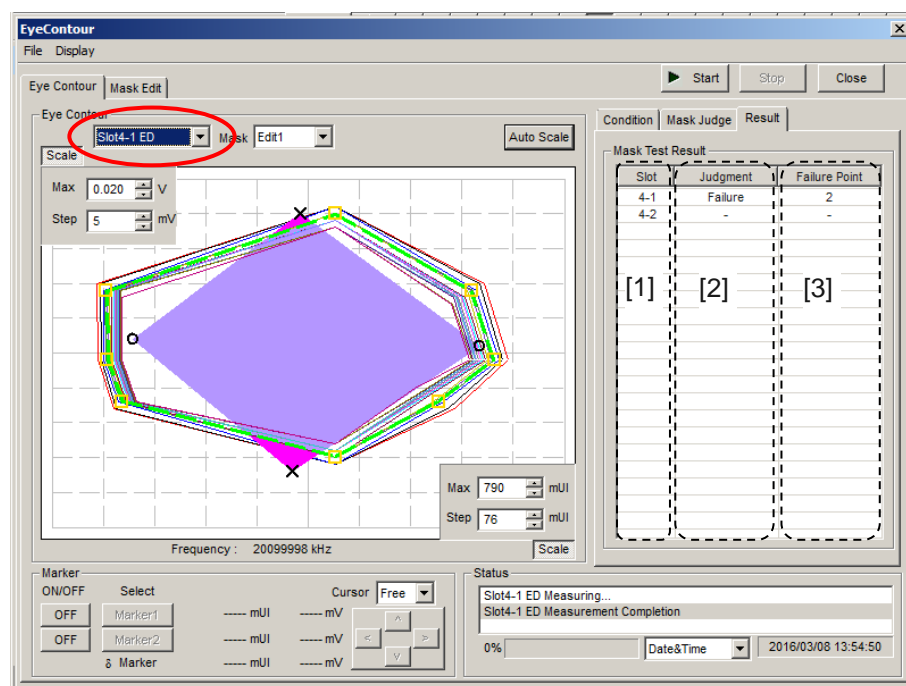 EyeContour
File Display
Start Stop Close
Eye Contour Mask Edit
Eye Contour
Slot4-1 ED Mask Edit1 Auto Scale
Scale
Max 0.020 V
Step 5 mV
Max 790 mUI
Step 76 mUI
Frequency : 20099998 kHz Scale
Condition Mask Judge Result
Mask Test Result
Slot Judgment Failure Point
4-1 Failure 2
4-2 - -
[1] [2] [3]
Marker
ON/OFF Select Cursor Free
OFF Marker1 ----- mUI ----- mV
OFF Marker2 ----- mUI ----- mV
δ Marker ----- mUI ----- mV
Status
Slot4-1 ED Measuring...
Slot4-1 ED Measurement Completion
0% Date&Time 2016/03/08 13:54:50